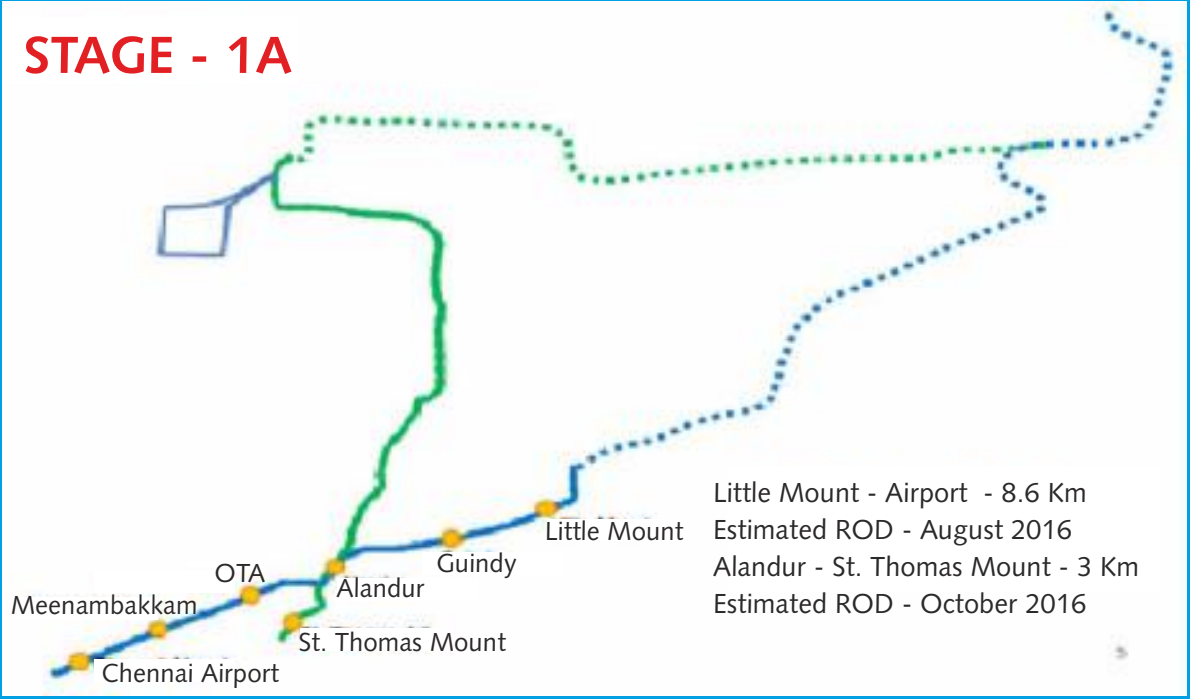 STAGE - 1A
Little Mount - Airport - 8.6 Km
Estimated ROD - August 2016
Alandur - St. Thomas Mount - 3 Km
Estimated ROD - October 2016
Little Mount
Guindy
OTA
Alandur
Meenambakkam
St. Thomas Mount
Chennai Airport